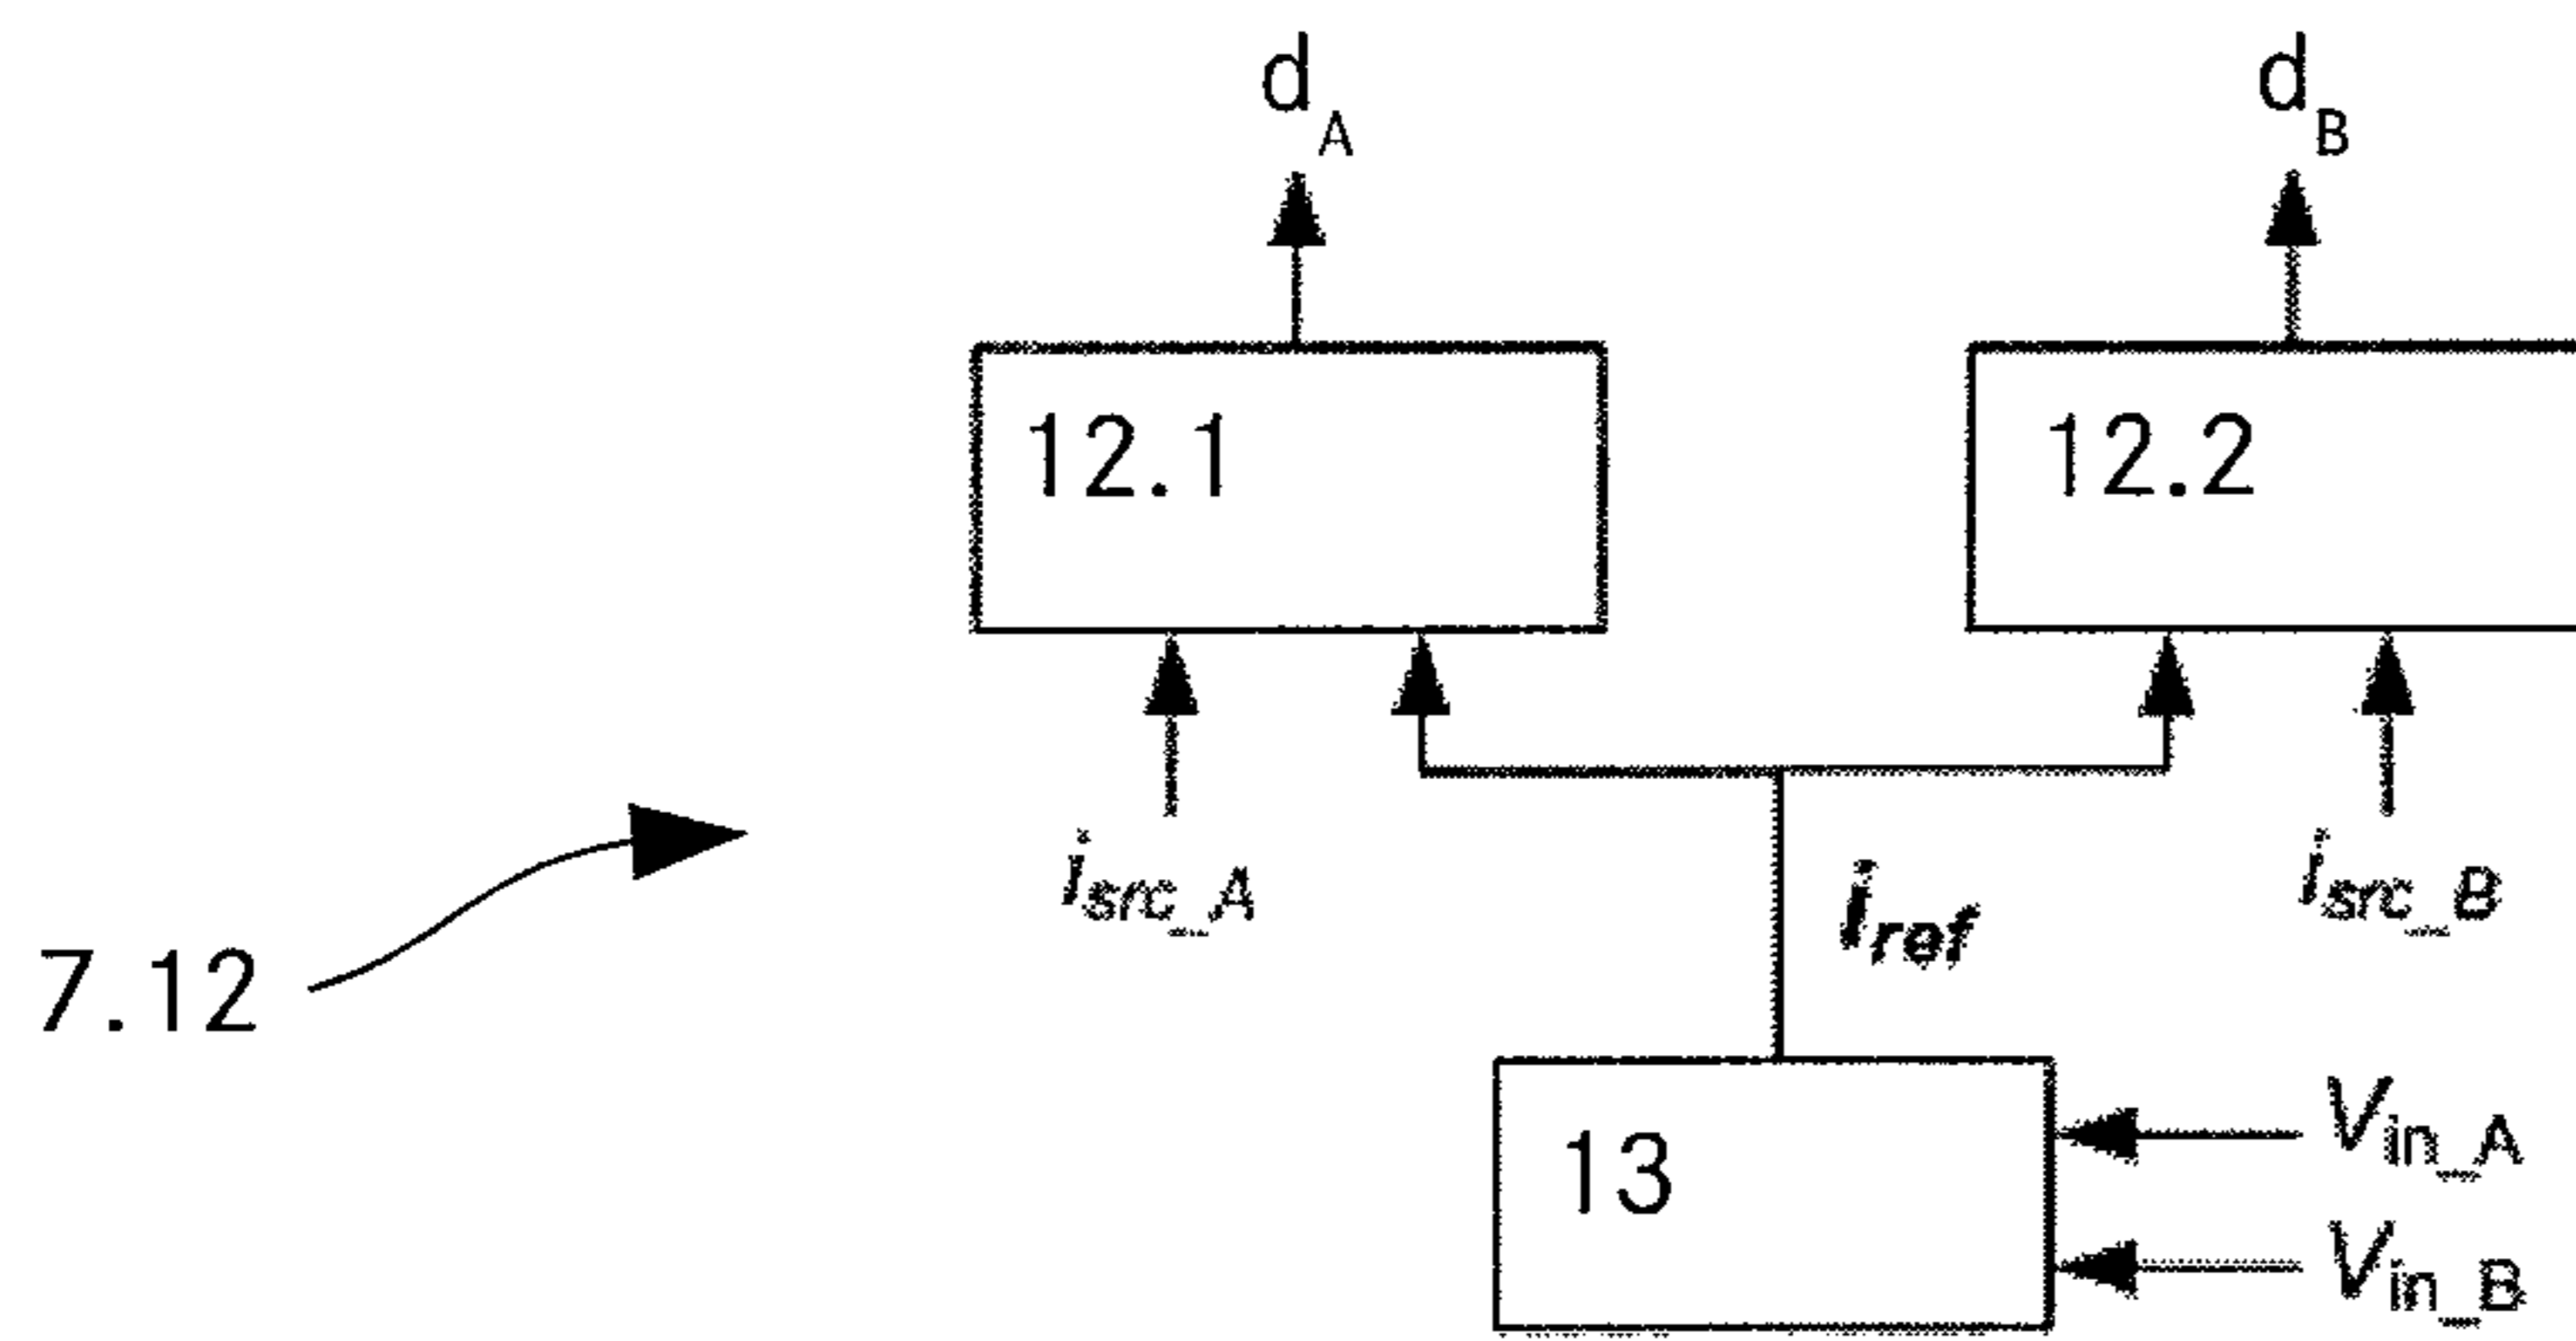 d_A d_B
12.1 12.2
i_src_A i_ref i_src_B
7.12
13 V_in_A
V_in_B